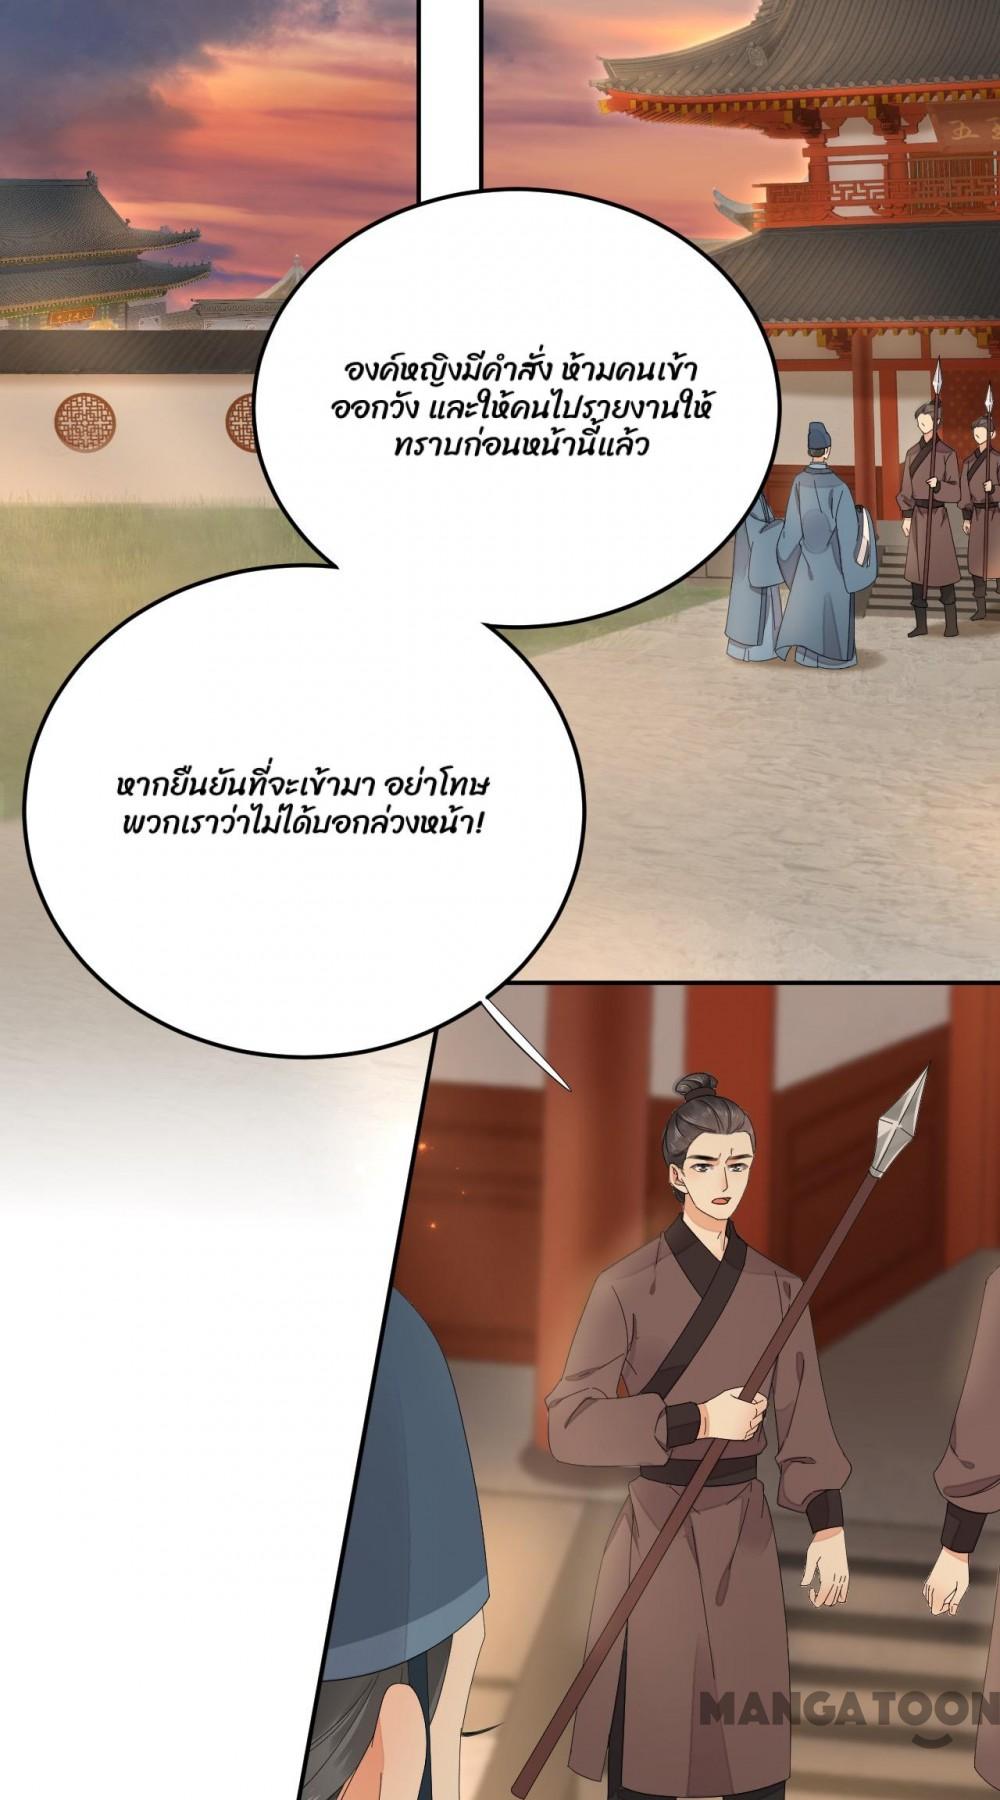 องค์หญิงมีคำสั่ง ห้ามคนเข้า
ออกวัง และให้คนไปรายงานให้
ทราบก่อนหน้านี้แล้ว
หากยืนยันที่จะเข้ามา อย่าโทษ
พวกเราว่าไม่ได้บอกล่วงหน้า!
MANGATOON